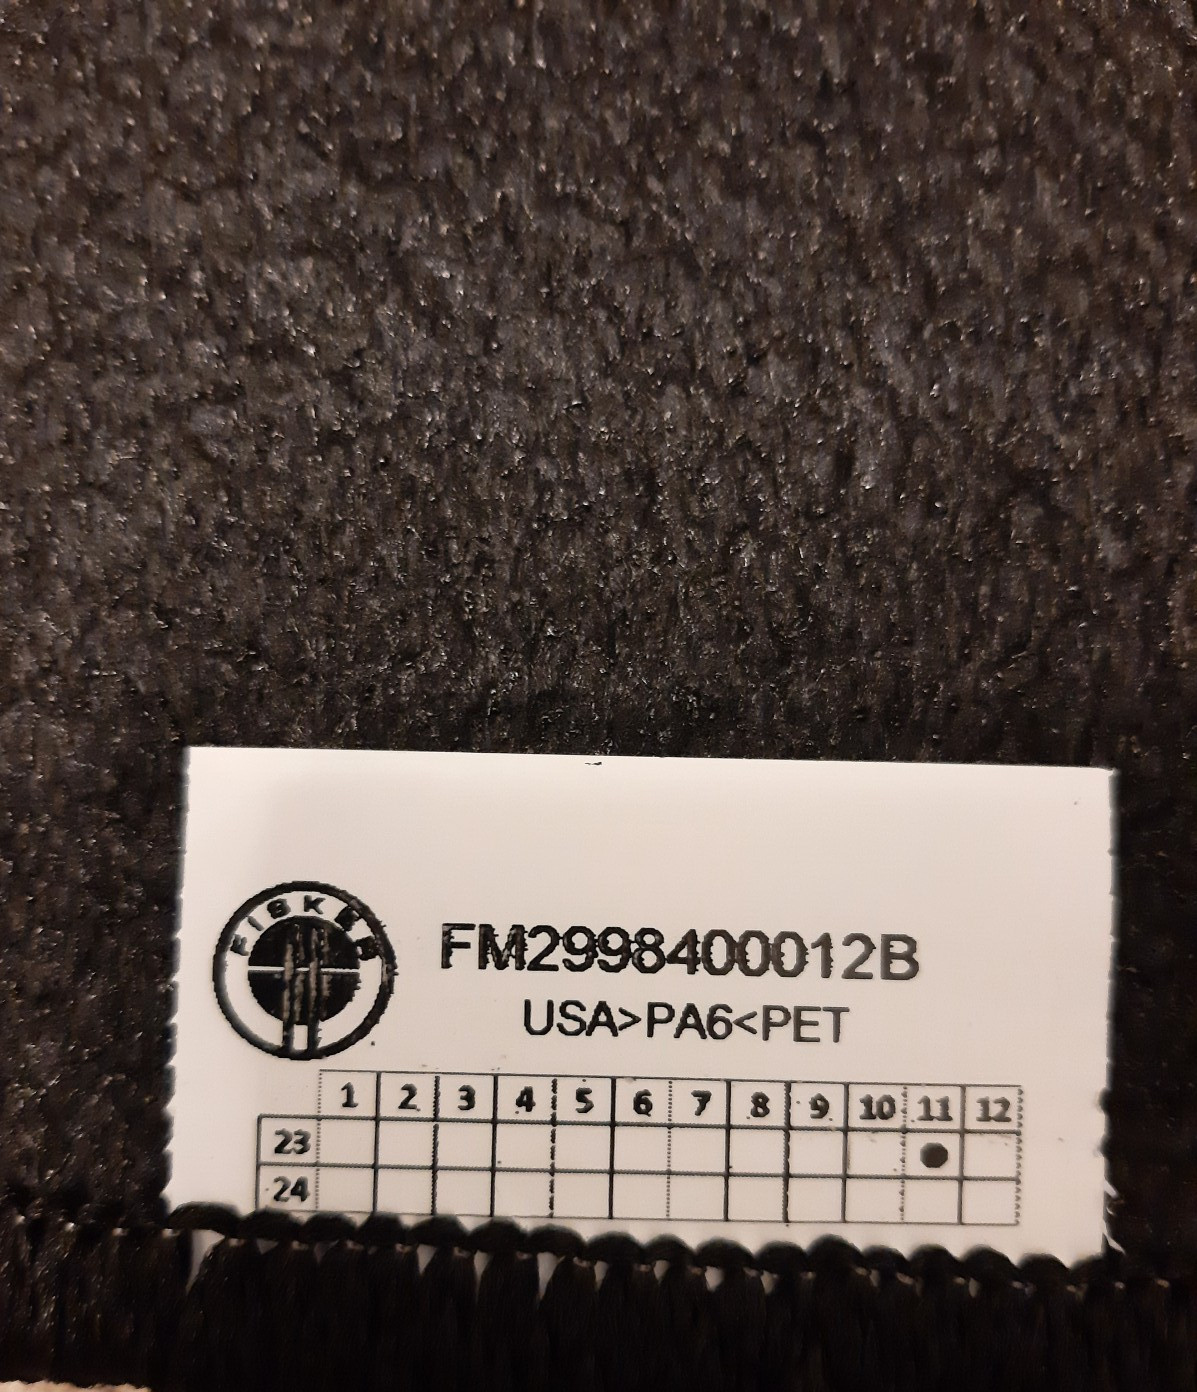 FISKER
FM2998400012B
USA>PA6<PET
1 2 3 4 5 6 7 8 9 10 11 12
23
24